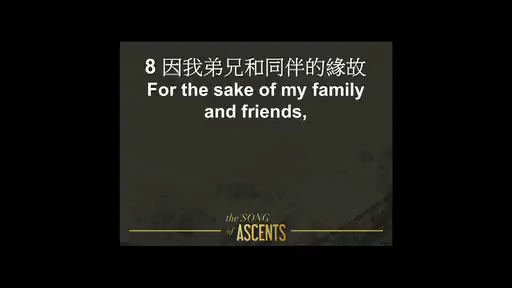 8 因我弟兄和同伴的緣故
For the sake of my family
and friends,
the SONG
of ASCENTS